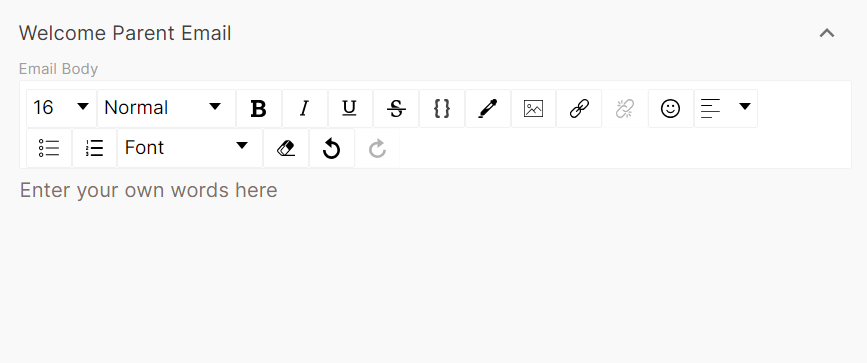 Welcome Parent Email
Email Body
16 Normal B I U S {}
Font
Enter your own words here